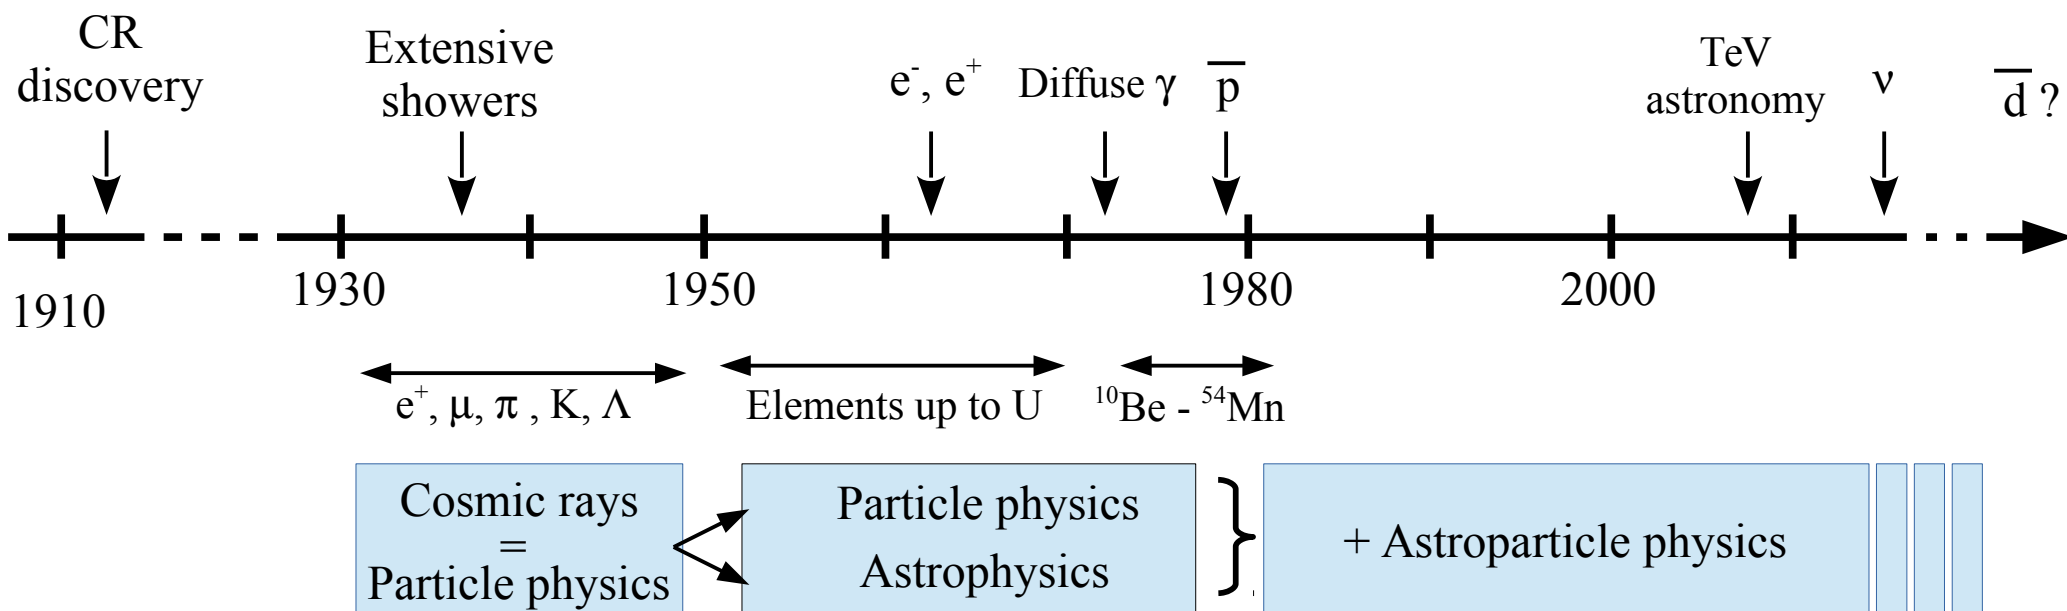 CR
discovery
Extensive
showers
e⁻, e⁺
Diffuse γ
p̅
TeV
astronomy
ν
d̅ ?
1910
1930
1950
1980
2000
e⁺, μ, π , K, Λ
Elements up to U
¹⁰Be - ⁵⁴Mn
Cosmic rays
=
Particle physics
Particle physics
Astrophysics
+ Astroparticle physics